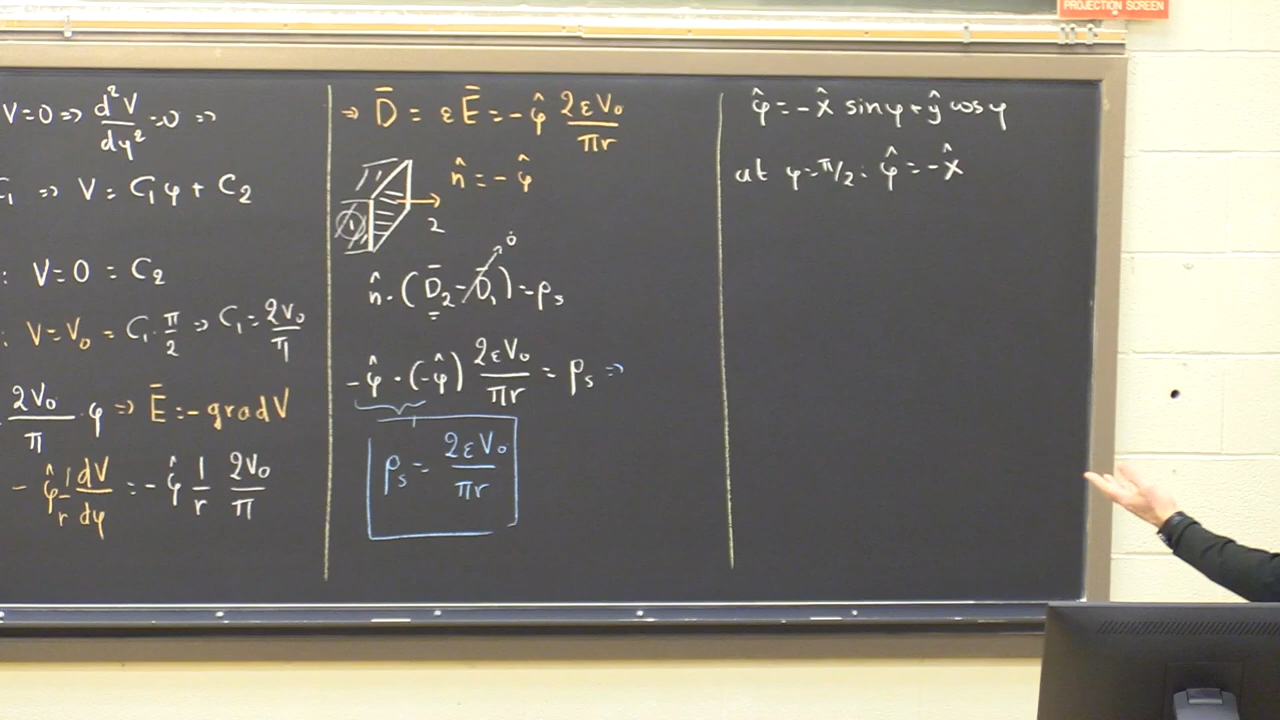 PROJECTION SCREEN
V=0 => d²V/dy² = 0 =>
C₁ => V = C₁φ + C₂
: V=0 = C₂
: V=V₀ = C₁·π/2 => C₁ = 2V₀/π
2V₀/π · φ => Ē = -grad V
- φ̂ 1/r dV/dφ = -φ̂ 1/r 2V₀/π
=> D̄ = εĒ = -φ̂ 2εV₀/πr
n̂ = -φ̂
1
2
n̂·(D̄₂-D̄₁) = ρₛ
0
-φ̂·(-φ̂) 2εV₀/πr = ρₛ =>
ρₛ = 2εV₀/πr
φ̂ = -x̂ sinφ + ŷ cosφ
at φ=π/2: φ̂ = -x̂